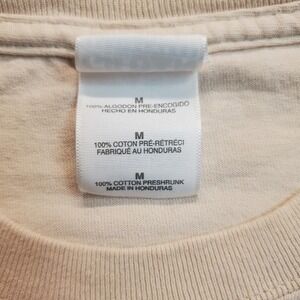 M
100% ALGODON PRE-ENCOGIDO
HECHO EN HONDURAS
M
100% COTON PRÉ-RÉTRÉCI
FABRIQUÉ AU HONDURAS
M
100% COTTON PRESHRUNK
MADE IN HONDURAS